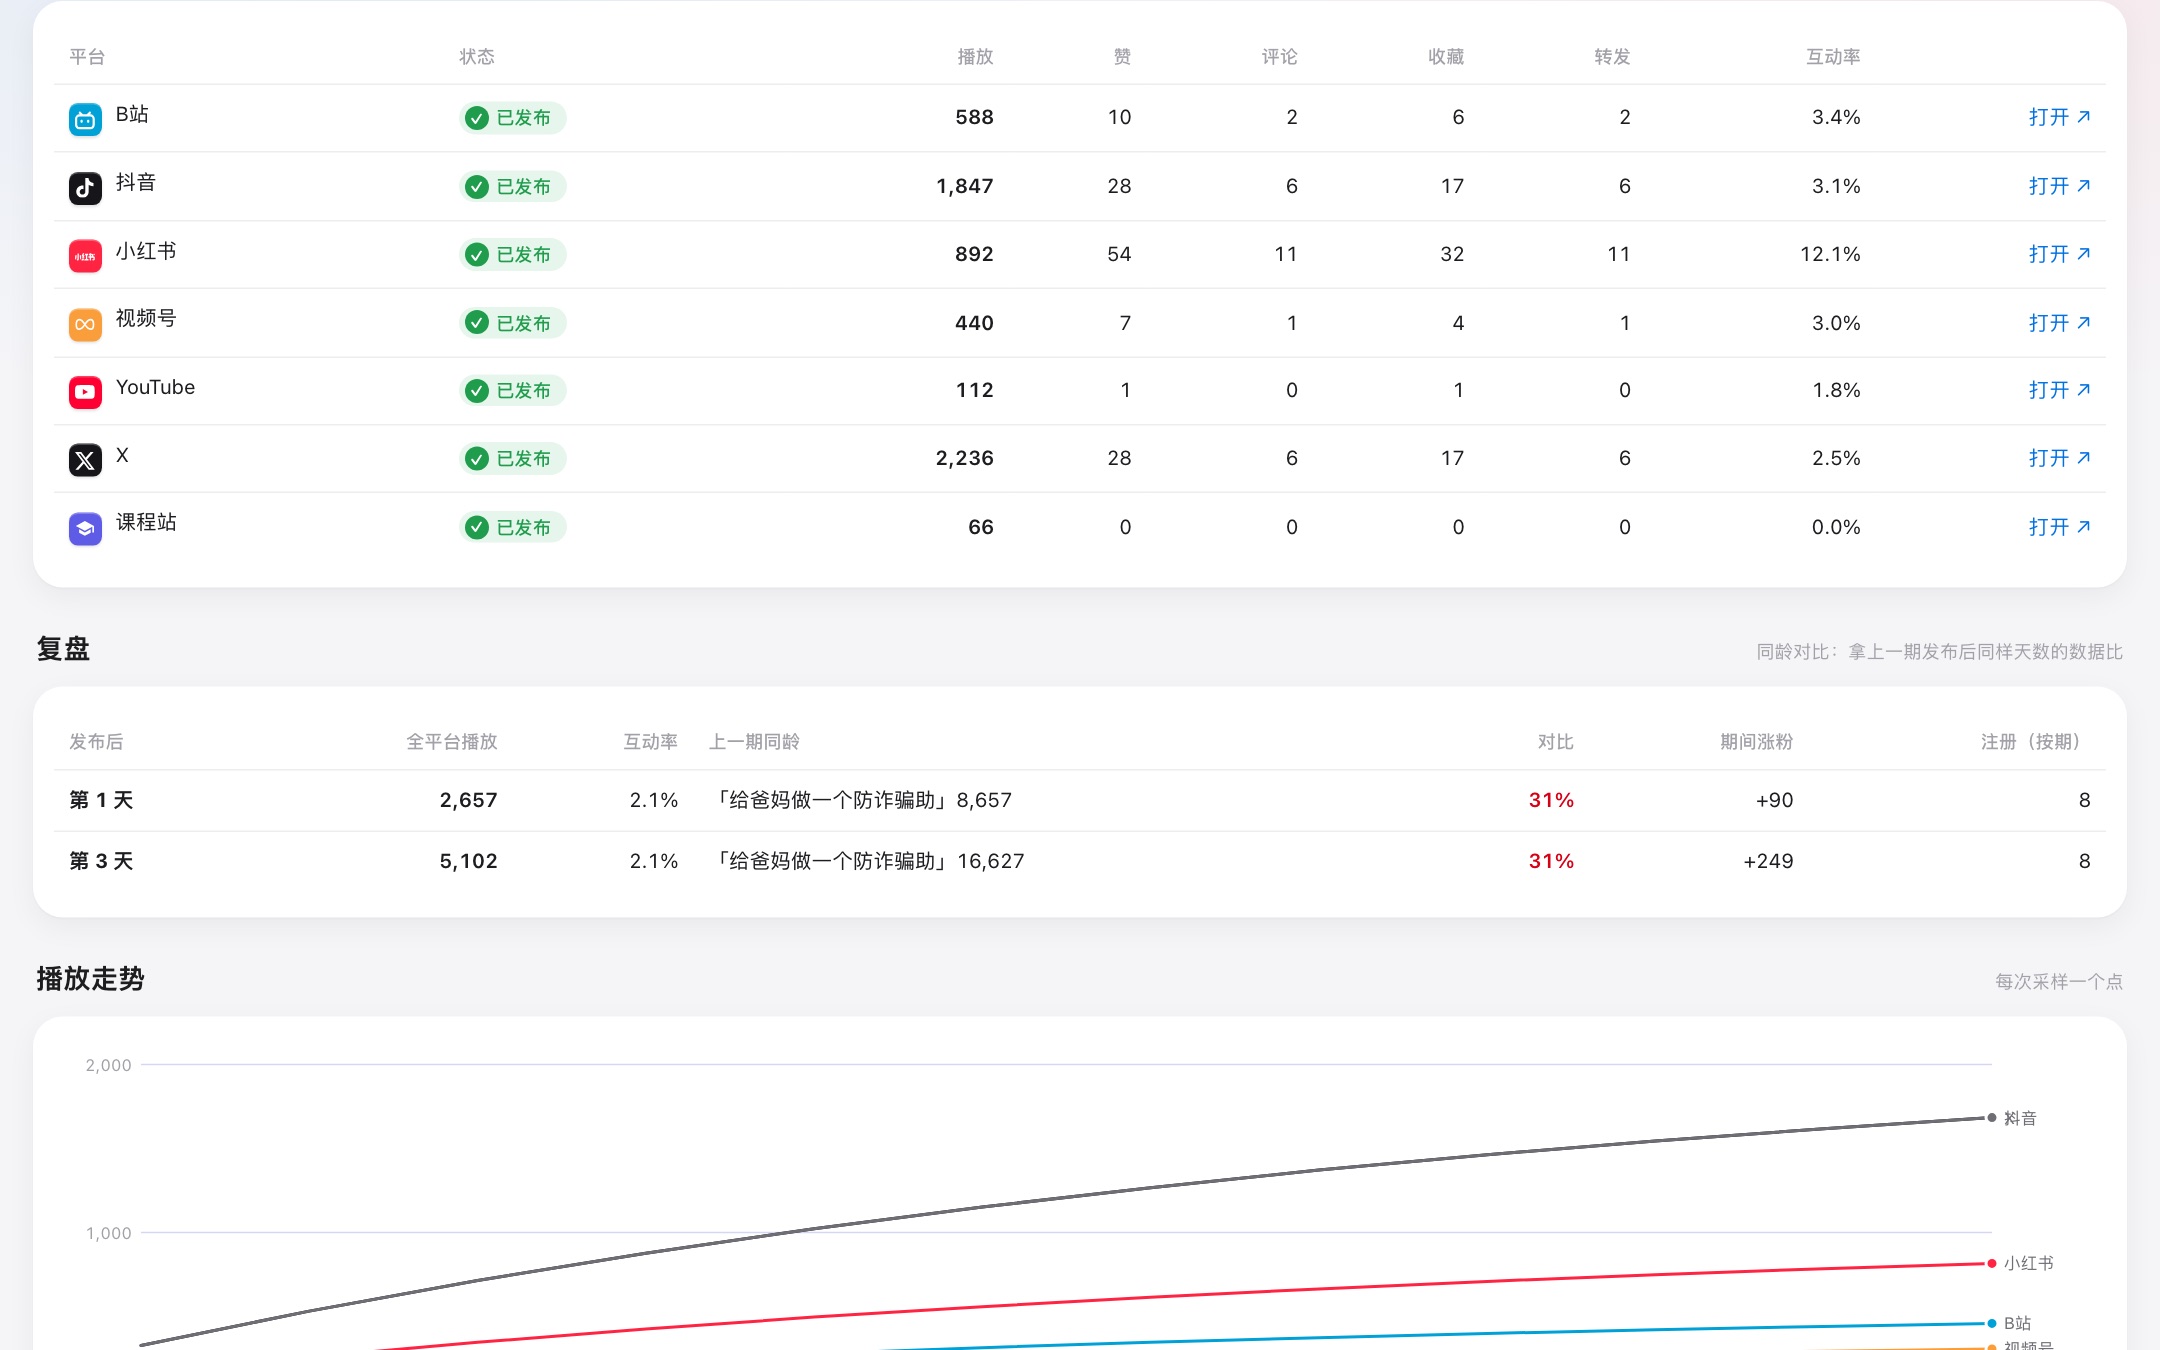 平台 状态 播放 赞 评论 收藏 转发 互动率
B站 已发布 588 10 2 6 2 3.4% 打开 ↗
抖音 已发布 1,847 28 6 17 6 3.1% 打开 ↗
小红书 小红书 已发布 892 54 11 32 11 12.1% 打开 ↗
视频号 已发布 440 7 1 4 1 3.0% 打开 ↗
YouTube 已发布 112 1 0 1 0 1.8% 打开 ↗
X 已发布 2,236 28 6 17 6 2.5% 打开 ↗
课程站 已发布 66 0 0 0 0 0.0% 打开 ↗
复盘 同龄对比：拿上一期发布后同样天数的数据比
发布后 全平台播放 互动率 上一期同龄 对比 期间涨粉 注册（按期）
第 1 天 2,657 2.1% 「给爸妈做一个防诈骗助」8,657 31% +90 8
第 3 天 5,102 2.1% 「给爸妈做一个防诈骗助」16,627 31% +249 8
播放走势 每次采样一个点
2,000
抖音
1,000
小红书
B站
视频号